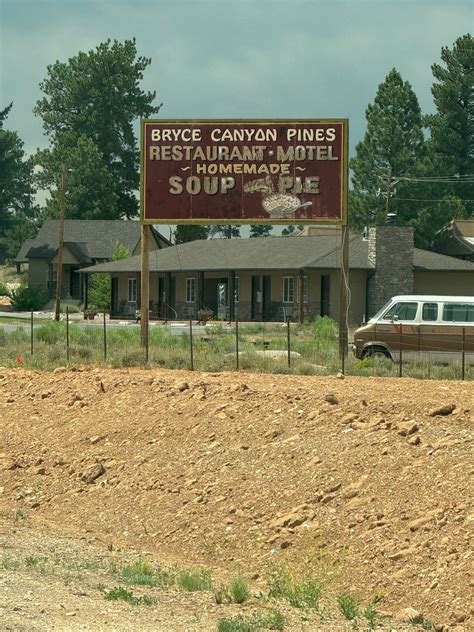 BRYCE CANYON PINES
RESTAURANT · MOTEL
~ HOMEMADE ~
SOUP PIE